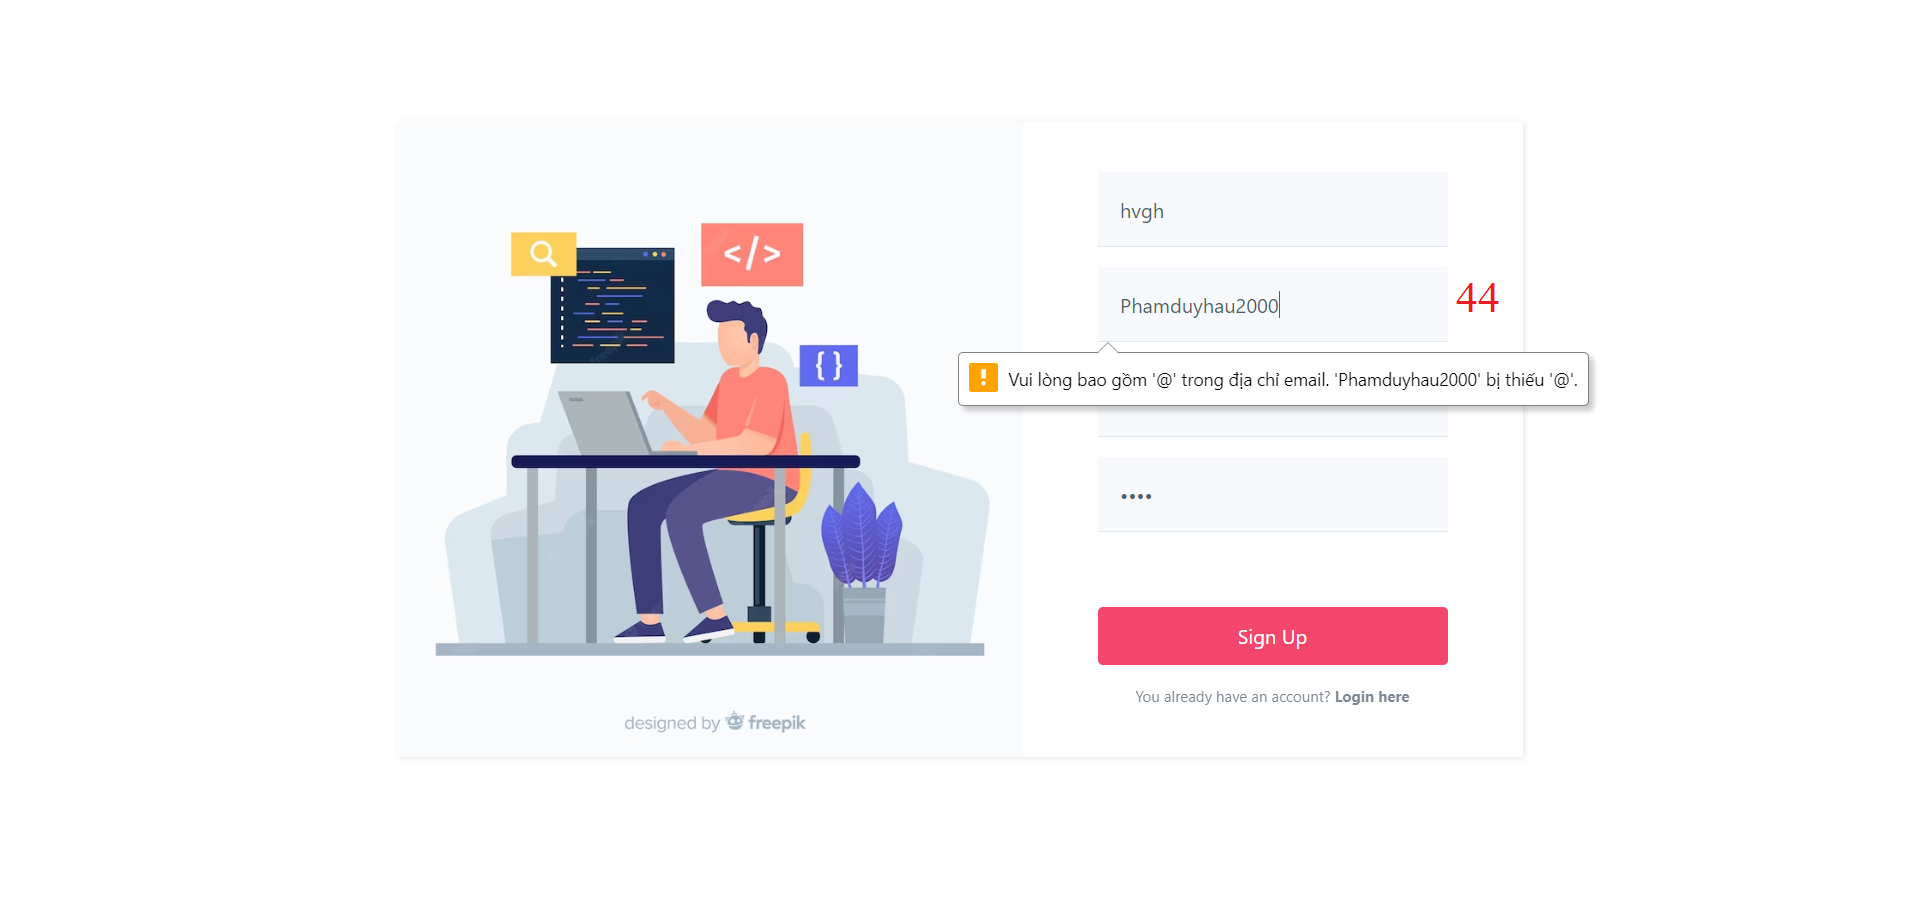 hvgh
</>
Phamduyhau2000
44
{ }
Vui lòng bao gồm '@' trong địa chỉ email. 'Phamduyhau2000' bị thiếu '@'.
••••
Sign Up
You already have an account? Login here
designed by freepik